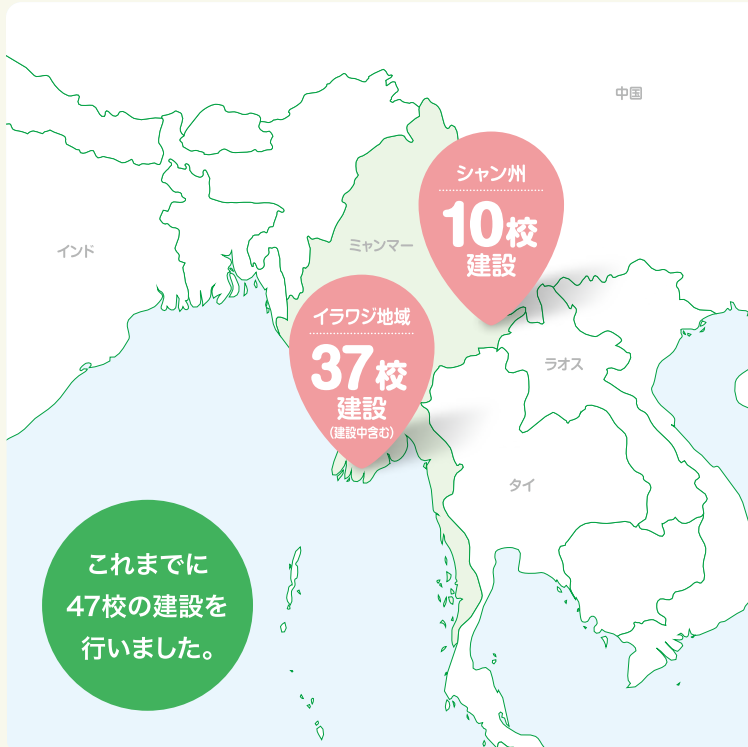 中国
シャン州
10校
建設
ミャンマー
インド
イラワジ地域
37校
建設
(建設中含む)
ラオス
タイ
これまでに
47校の建設を
行いました。